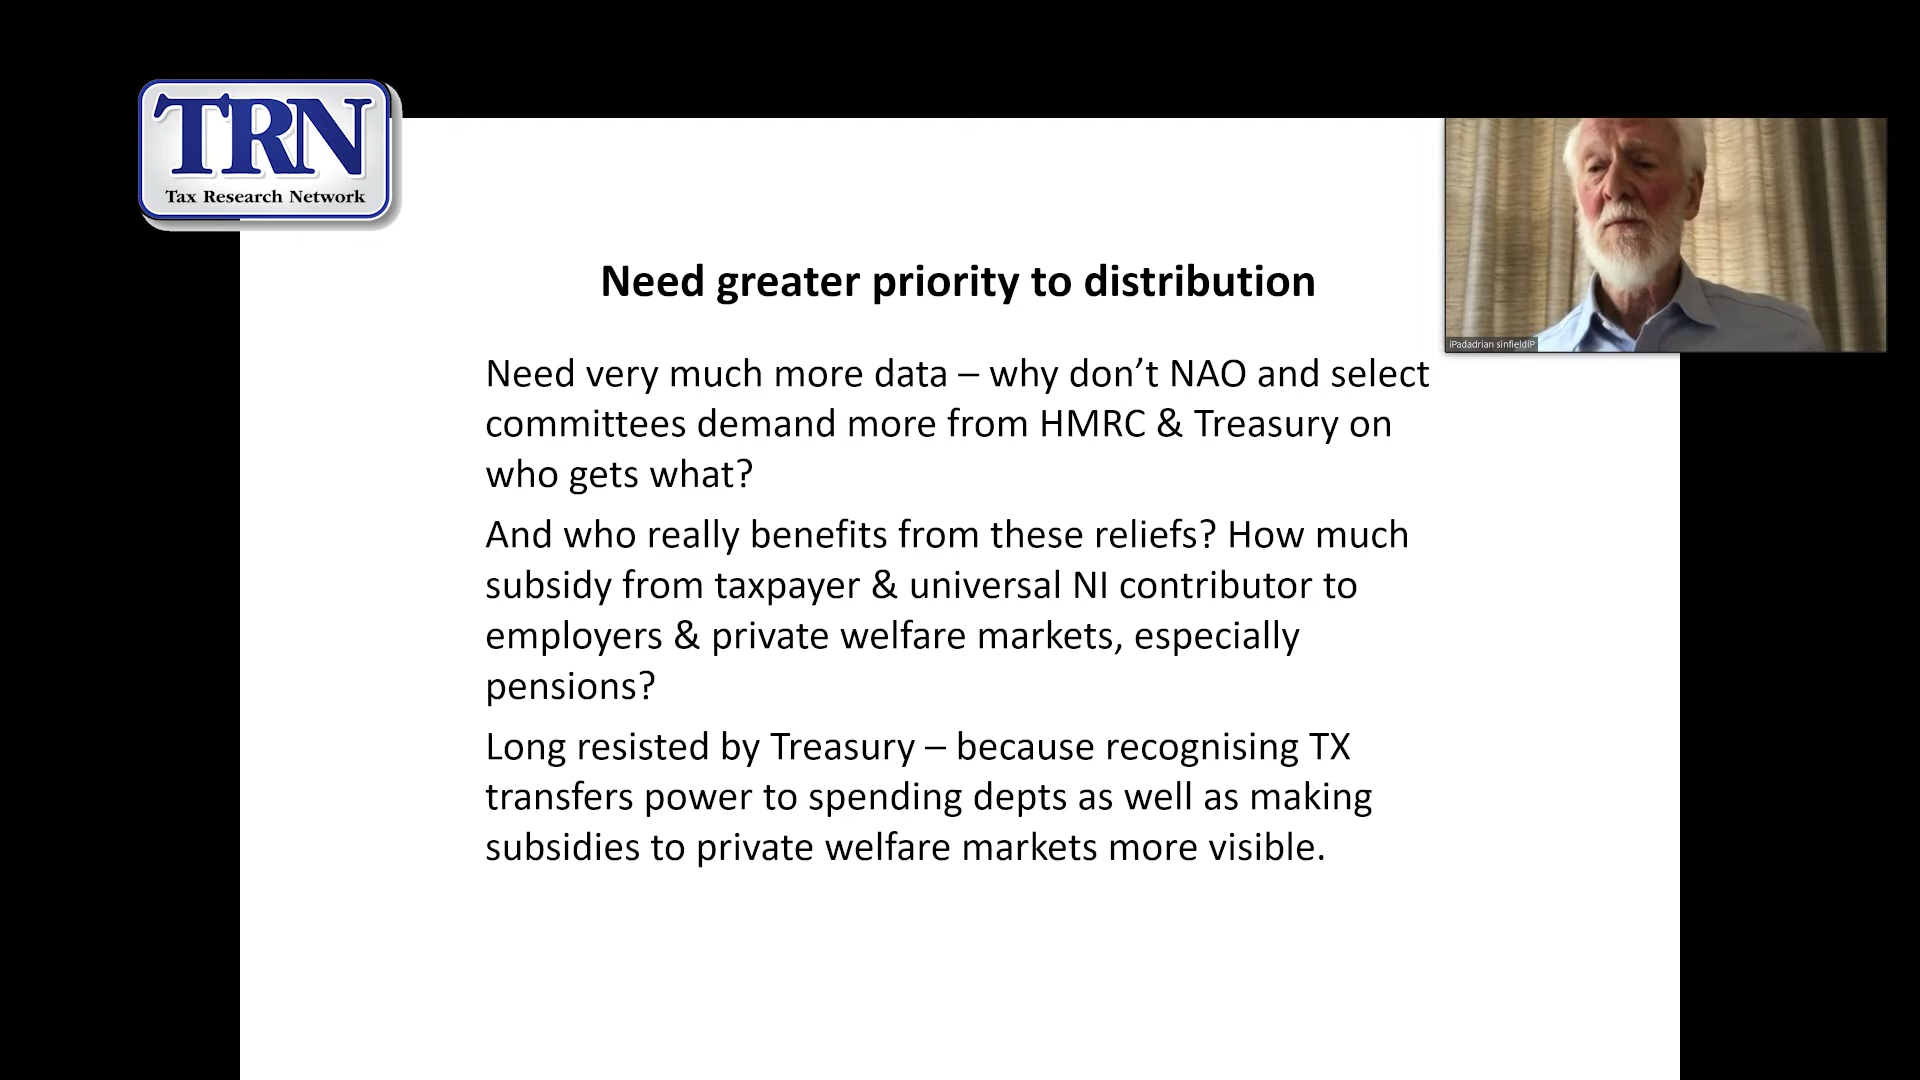 TRN
Tax Research Network
Need greater priority to distribution
Need very much more data – why don’t NAO and select
committees demand more from HMRC & Treasury on
who gets what?
And who really benefits from these reliefs? How much
subsidy from taxpayer & universal NI contributor to
employers & private welfare markets, especially
pensions?
Long resisted by Treasury – because recognising TX
transfers power to spending depts as well as making
subsidies to private welfare markets more visible.
iPadadrian sinfieldiP